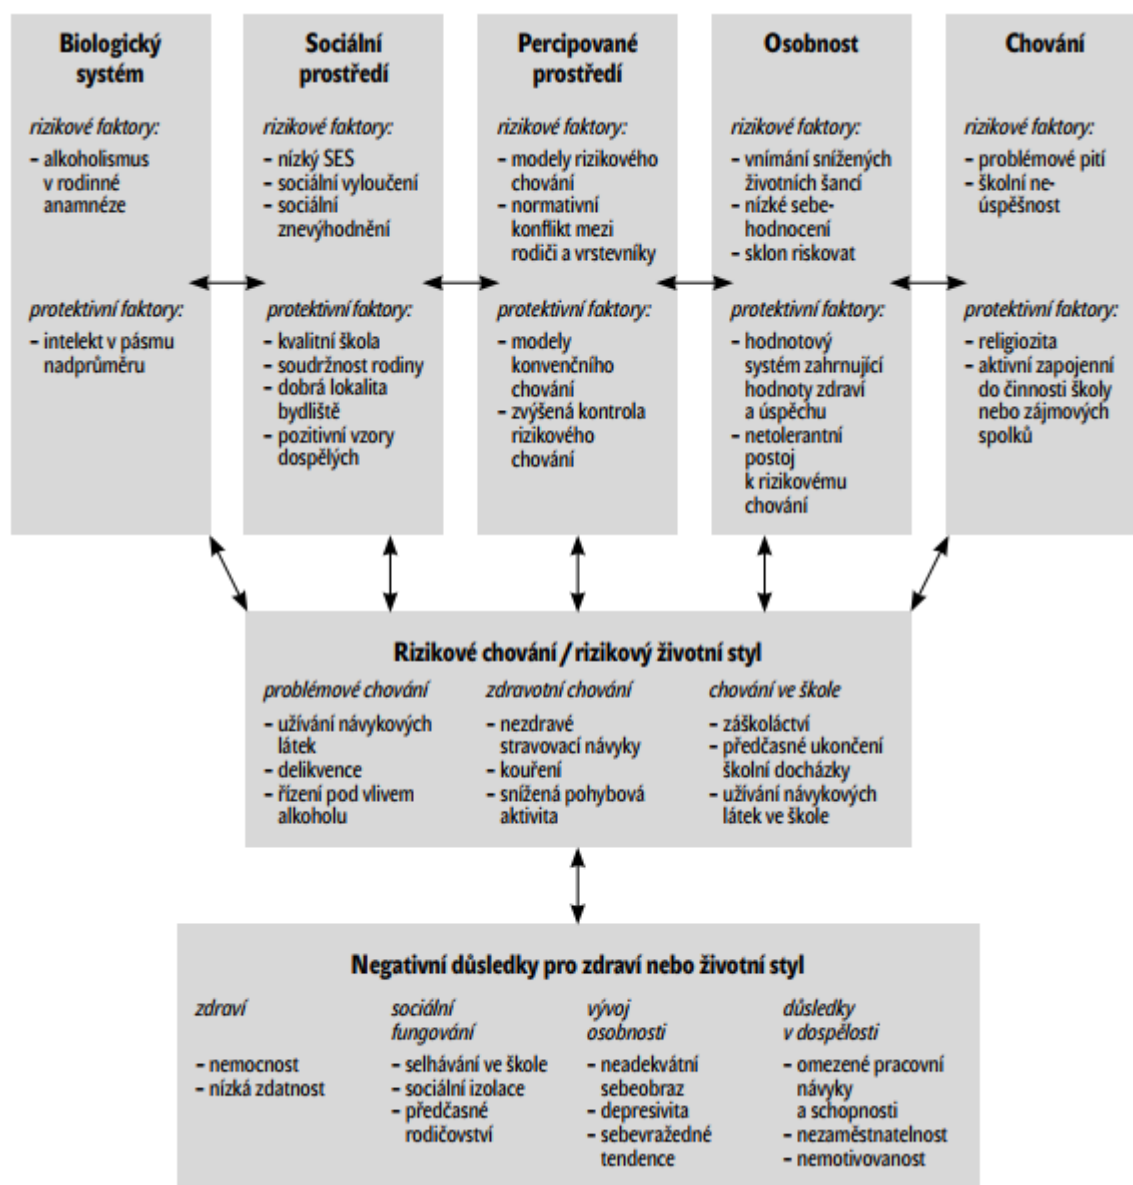 Biologický
systém
rizikové faktory:
– alkoholismus
v rodinné
anamnéze
protektivní faktory:
– intelekt v pásmu
nadprůměru
Sociální
prostředí
rizikové faktory:
– nízký SES
– sociální vyloučení
– sociální
znevýhodnění
protektivní faktory:
– kvalitní škola
– soudržnost rodiny
– dobrá lokalita
bydliště
– pozitivní vzory
dospělých
Percipované
prostředí
rizikové faktory:
– modely rizikového
chování
– normativní
konflikt mezi
rodiči a vrstevníky
protektivní faktory:
– modely
konvenčního
chování
– zvýšená kontrola
rizikového
chování
Osobnost
rizikové faktory:
– vnímání snížených
životních šancí
– nízké sebe-
hodnocení
– sklon riskovat
protektivní faktory:
– hodnotový
systém zahrnující
hodnoty zdraví
a úspěchu
– netolerantní
postoj
k rizikovému
chování
Chování
rizikové faktory:
– problémové pití
– školní ne-
úspěšnost
protektivní faktory:
– religiozita
– aktivní zapojenní
do činnosti školy
nebo zájmových
spolků
Rizikové chování / rizikový životní styl
problémové chování
– užívání návykových
látek
– delikvence
– řízení pod vlivem
alkoholu
zdravotní chování
– nezdravé
stravovací návyky
– kouření
– snížená pohybová
aktivita
chování ve škole
– záškoláctví
– předčasné ukončení
školní docházky
– užívání návykových
látek ve škole
Negativní důsledky pro zdraví nebo životní styl
zdraví
– nemocnost
– nízká zdatnost
sociální
fungování
– selhávání ve škole
– sociální izolace
– předčasné
rodičovství
vývoj
osobnosti
– neadekvátní
sebeobraz
– depresivita
– sebevražedné
tendence
důsledky
v dospělosti
– omezené pracovní
návyky
a schopnosti
– nezaměstnatelnost
– nemotivovanost